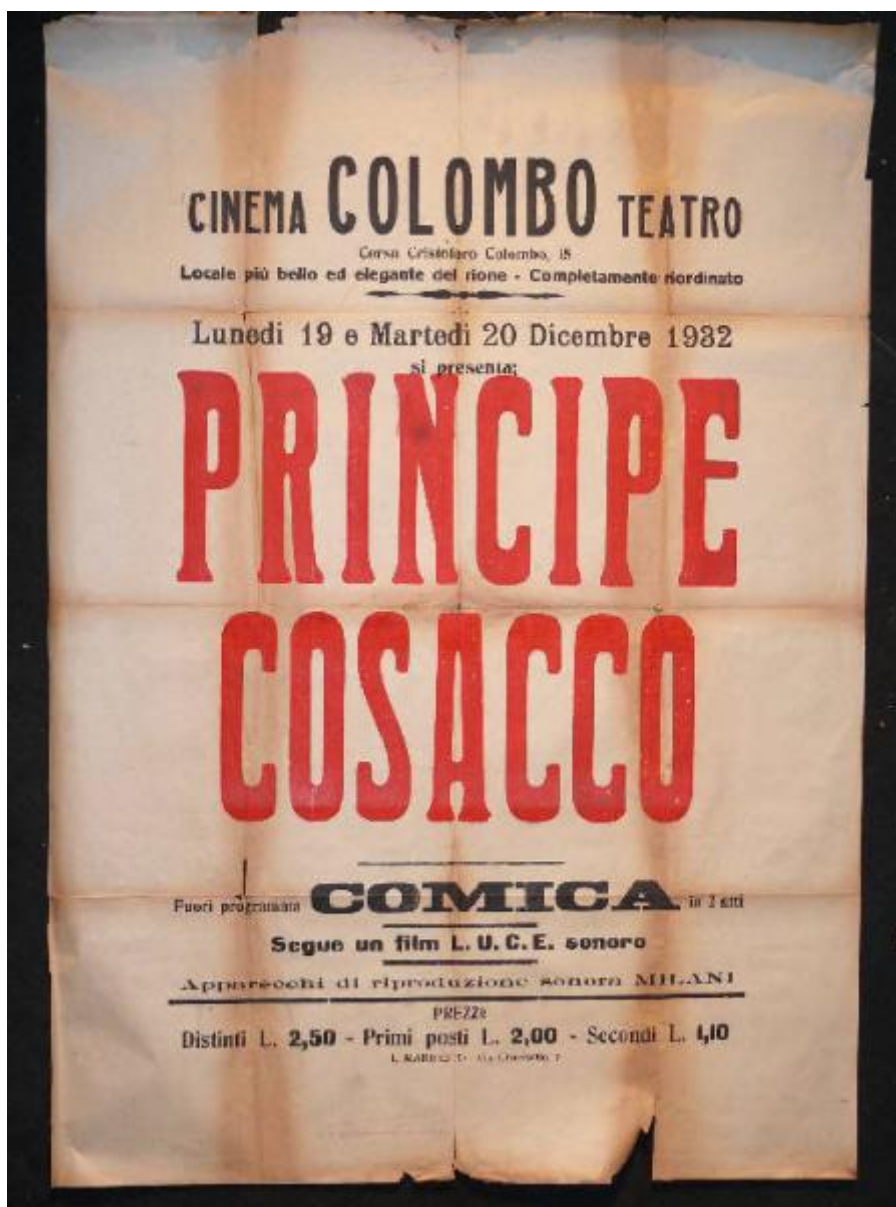 CINEMA COLOMBO TEATRO
Corso Cristoforo Colombo, 15
Locale più bello ed elegante del rione - Completamente riordinato
Lunedì 19 e Martedì 20 Dicembre 1932
si presenta:
PRINCIPE
COSACCO
Fuori programma COMICA in 2 atti
Segue un film L. U. C. E. sonoro
Apparecchi di riproduzione sonora MILANI
PREZZI
Distinti L. 2,50 - Primi posti L. 2,00 - Secondi L. 1,10